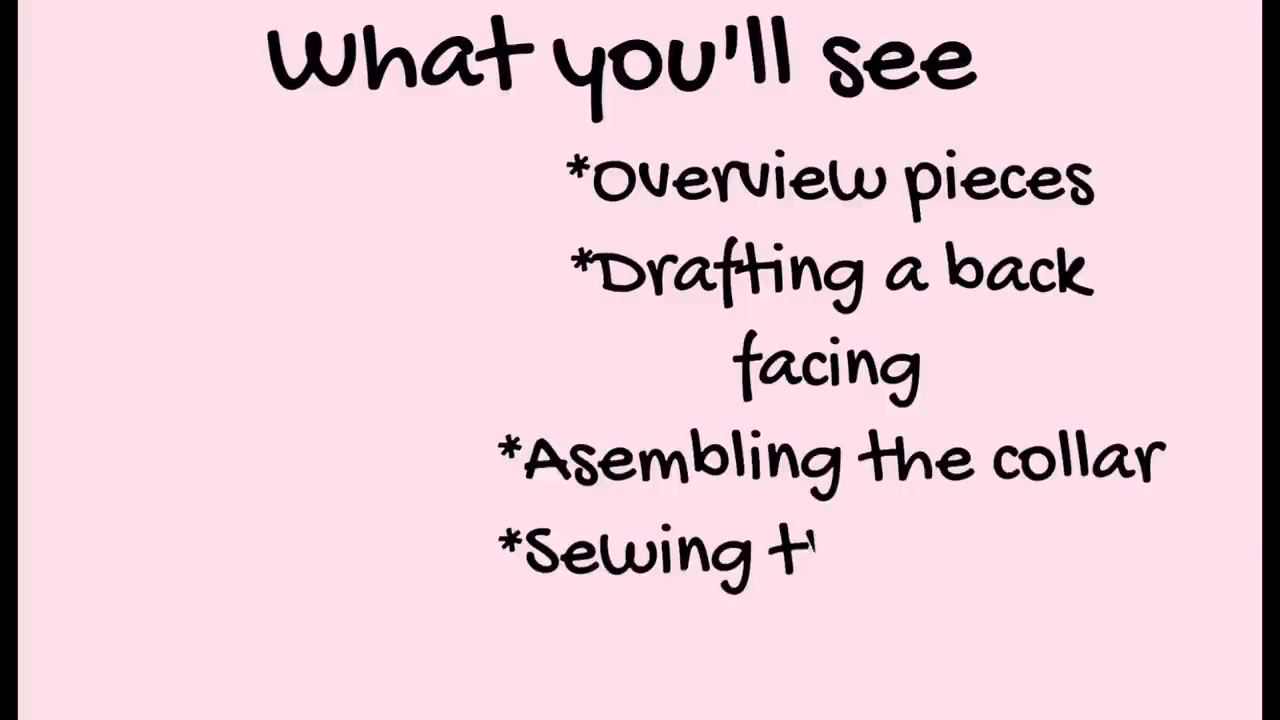 What you'll see
*Overview pieces
*Drafting a back
facing
*Asembling the collar
*Sewing t